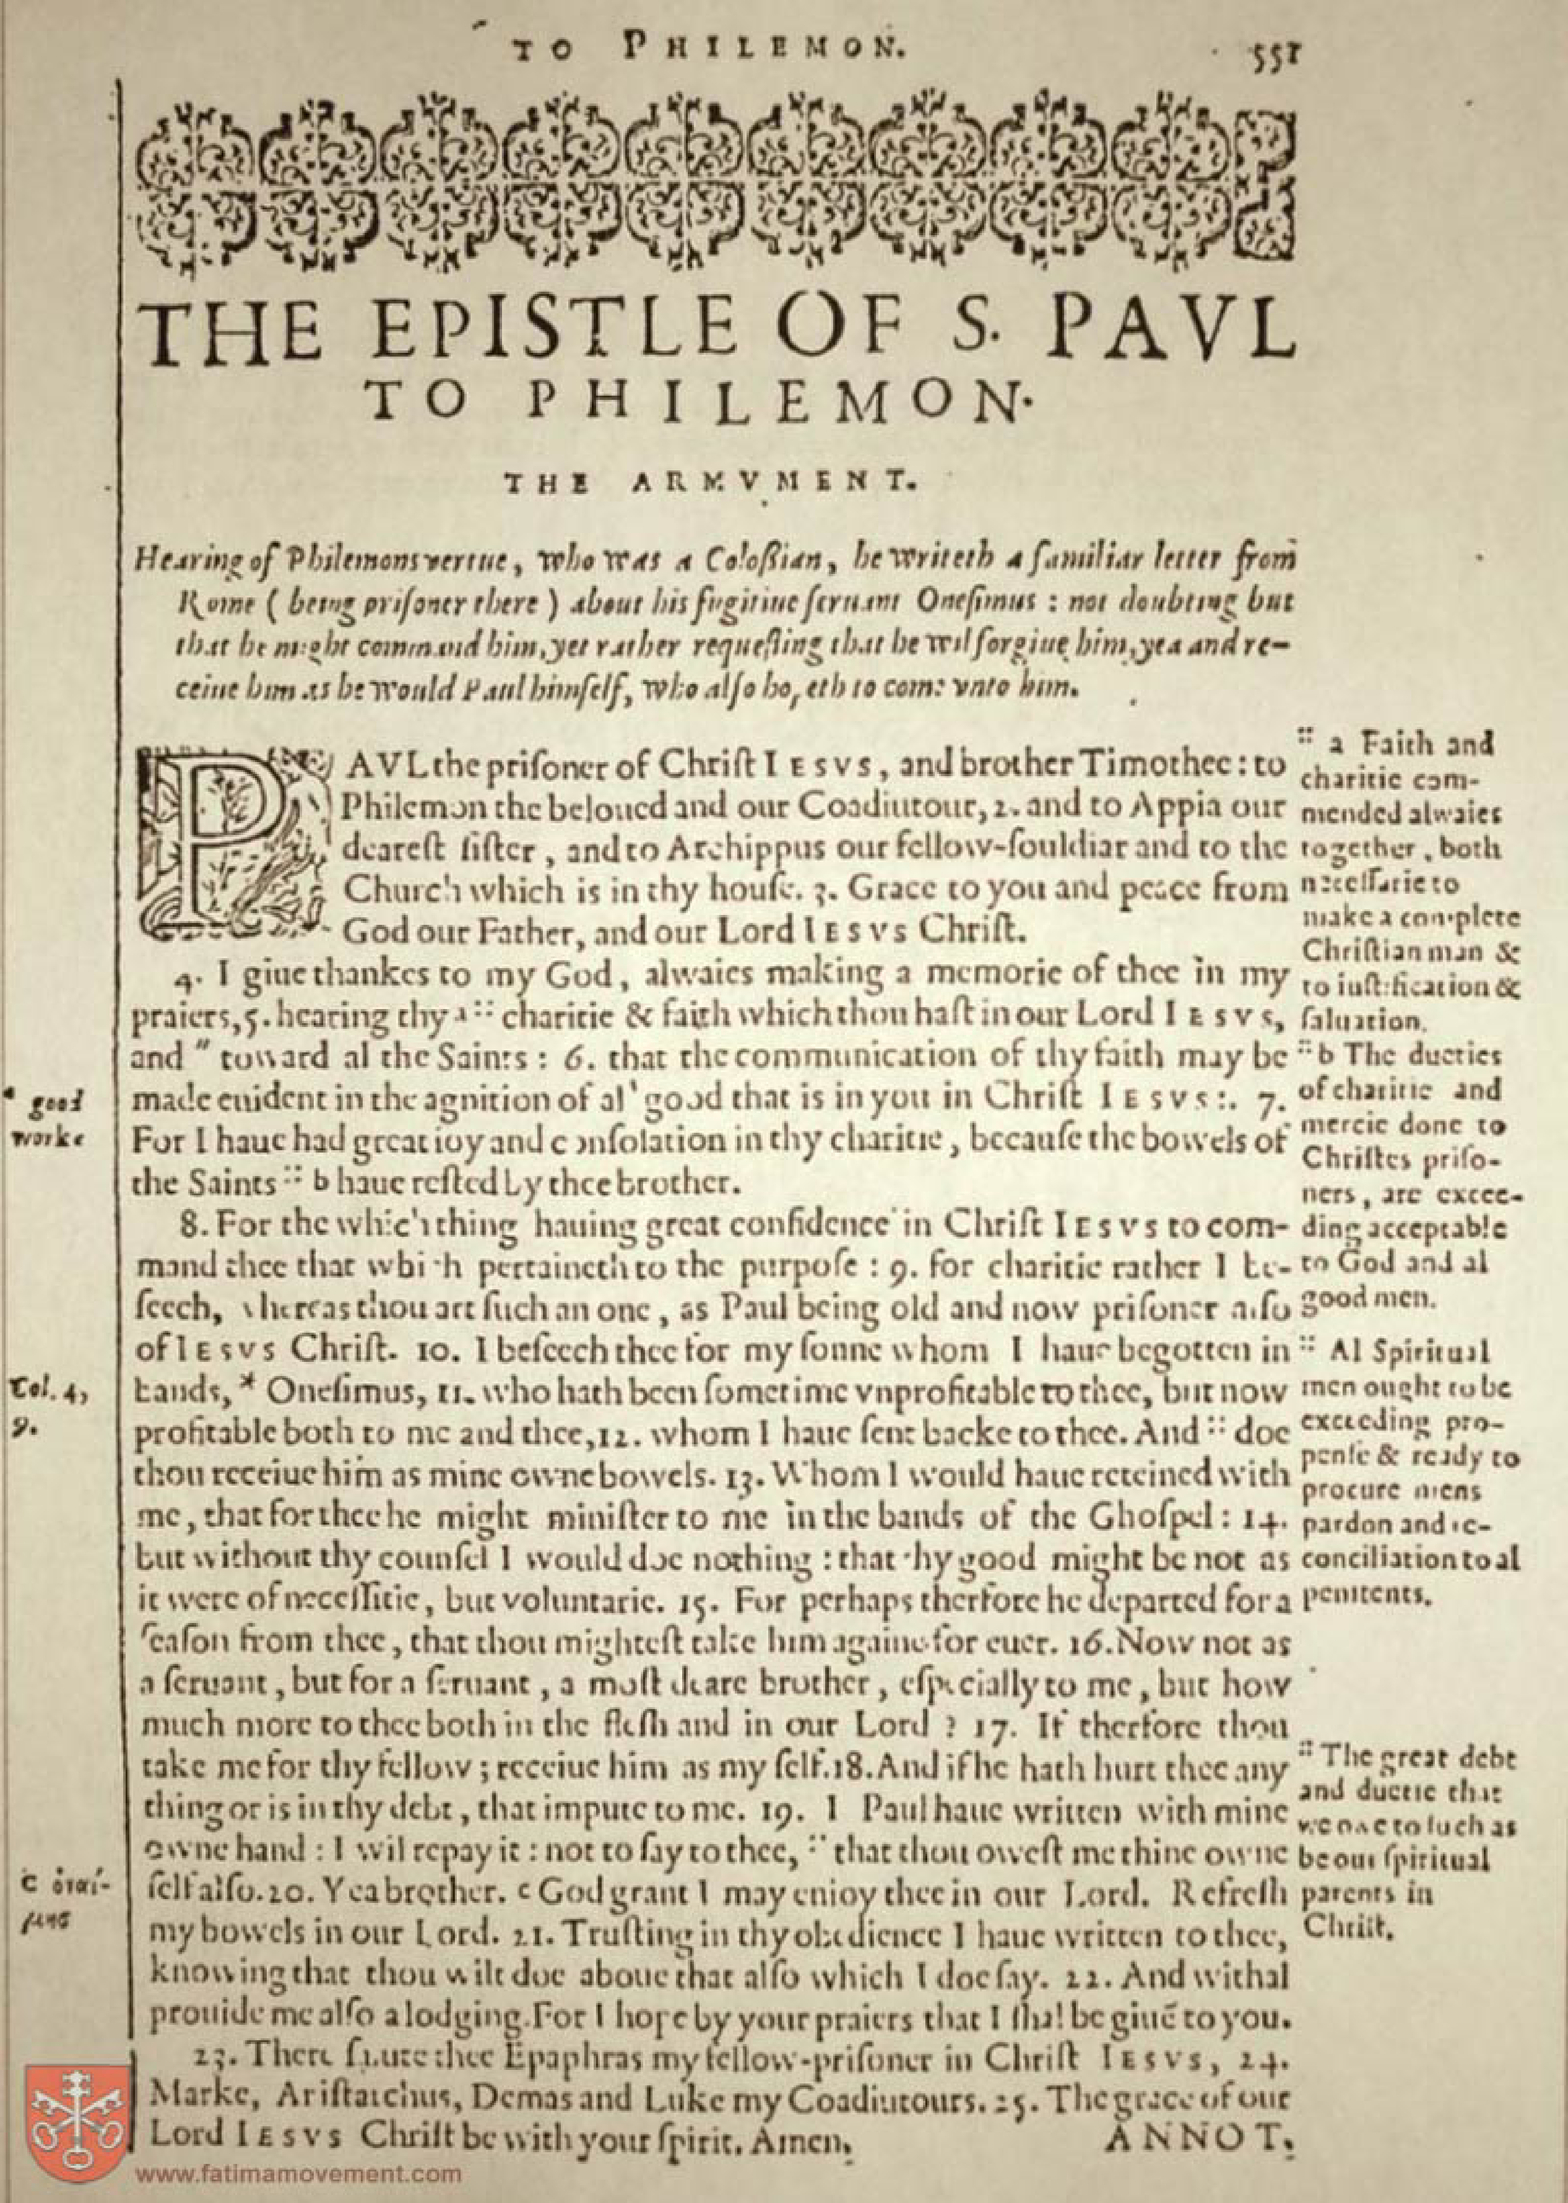 TO PHILEMON. 551
THE EPISTLE OF S. PAVL
TO PHILEMON.
THE ARMVMENT.
Hearing of Philemons vertue, who was a Coloßian, he writeth a familiar letter from
Rome ( being priſoner there ) about his fugitiue ſeruant Oneſimus : not doubting but
that he might command him, yet rather requeſting that he wil forgiue him, yea and re-
ceiue him as he would Paul himſelf, who alſo hopeth to come vnto him.
PAVL the priſoner of Chriſt IESVS, and brother Timothee : to
Philemon the beloued and our Coadiutour, 2. and to Appia our
deareſt ſiſter, and to Archippus our fellow-ſouldiar and to the
Church which is in thy houſe. 3. Grace to you and peace from
God our Father, and our Lord IESVS Chriſt.
4. I giue thankes to my God, alwaies making a memorie of thee in my
praiers, 5. hearing thy a :: charitie & faith which thou haſt in our Lord IESVS,
and " toward al the Saints : 6. that the communication of thy faith may be
made euident in the agnition of al ' good that is in you in Chriſt IESVS :. 7.
For I haue had great ioy and conſolation in thy charitie, becauſe the bowels of
the Saints :: b haue reſted by thee brother.
8. For the which thing hauing great confidence in Chriſt IESVS to com-
mand thee that which pertaineth to the purpoſe : 9. for charitie rather I be-
ſeech, whereas thou art ſuch an one, as Paul being old and now priſoner alſo
of IESVS Chriſt. 10. I beſeech thee for my ſonne whom I haue begotten in
bands, * Oneſimus, 11. who hath been ſometime vnprofitable to thee, but now
profitable both to me and thee, 12. whom I haue ſent backe to thee. And :: doe
thou receiue him as mine owne bowels. 13. Whom I would haue reteined with
me, that for thee he might miniſter to me in the bands of the Ghoſpel : 14.
but without thy counſel I would doe nothing : that thy good might be not as
it were of neceſſitie, but voluntarie. 15. For perhaps therfore he departed for a
ſeaſon from thee, that thou mighteſt take him againe for euer. 16. Now not as
a ſeruant, but for a ſeruant, a moſt deare brother, eſpecially to me, but how
much more to thee both in the fleſh and in our Lord ? 17. If therfore thou
take me for thy fellow ; receiue him as my ſelf. 18. And if he hath hurt thee any
thing or is in thy debt, that impute to me. 19. I Paul haue written with mine
owne hand : I wil repay it : not to ſay to thee, :: that thou oweſt me thine owne
ſelf alſo. 20. Yea brother. c God grant I may enioy thee in our Lord. Refreſh
my bowels in our Lord. 21. Truſting in thy obedience I haue written to thee,
knowing that thou wilt doe aboue that alſo which I doe ſay. 22. And withal
prouide me alſo a lodging. For I hope by your praiers that I ſhal be giuē to you.
23. There ſalute thee Epaphras my fellow-priſoner in Chriſt IESVS, 24.
Marke, Ariſtarchus, Demas and Luke my Coadiutours. 25. The grace of our
Lord IESVS Chriſt be with your ſpirit. Amen.
ANNOT.
:: a Faith and
charitie com-
mended alwaies
together, both
neceſſarie to
make a complete
Chriſtian man &
to iuſtification &
ſaluation.
:: b The dueties
of charitie and
mercie done to
Chriſtes priſo-
ners, are excee-
ding acceptable
to God and al
good men.
:: Al Spiritual
men ought to be
exceeding pro-
penſe & ready to
procure mens
pardon and re-
conciliation to al
penitents.
:: The great debt
and duetie that
we owe to ſuch as
be our ſpiritual
parents in
Chriſt.
good
worke
Col. 4,
9.
c ὀναί-
μην
www.fatimamovement.com